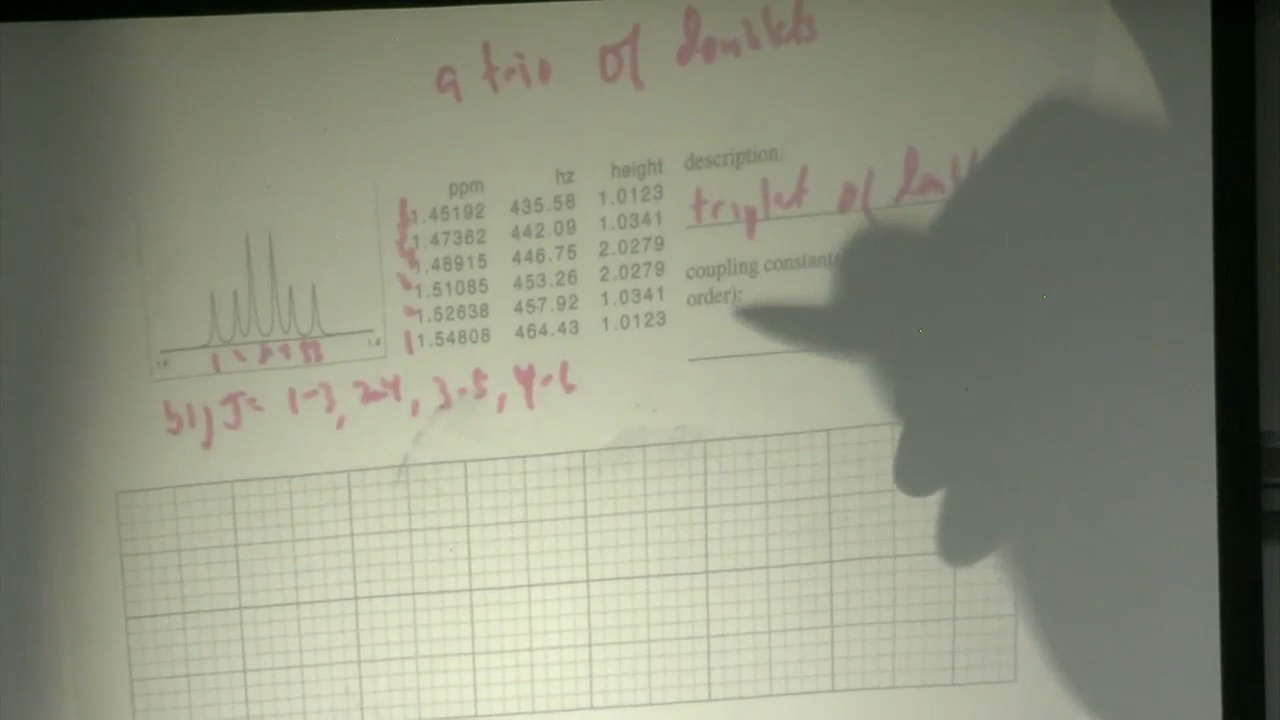 a trio of doublets
ppm hz height
1.45192 435.58 1.0123
1.47362 442.09 1.0341
1.48915 446.75 2.0279
1.51085 453.26 2.0279
1.52638 457.92 1.0341
1.54808 464.43 1.0123
description:
triplet of
coupling constant
order):
1.4
J= 1-3, 2-4, 3-5, 4-6